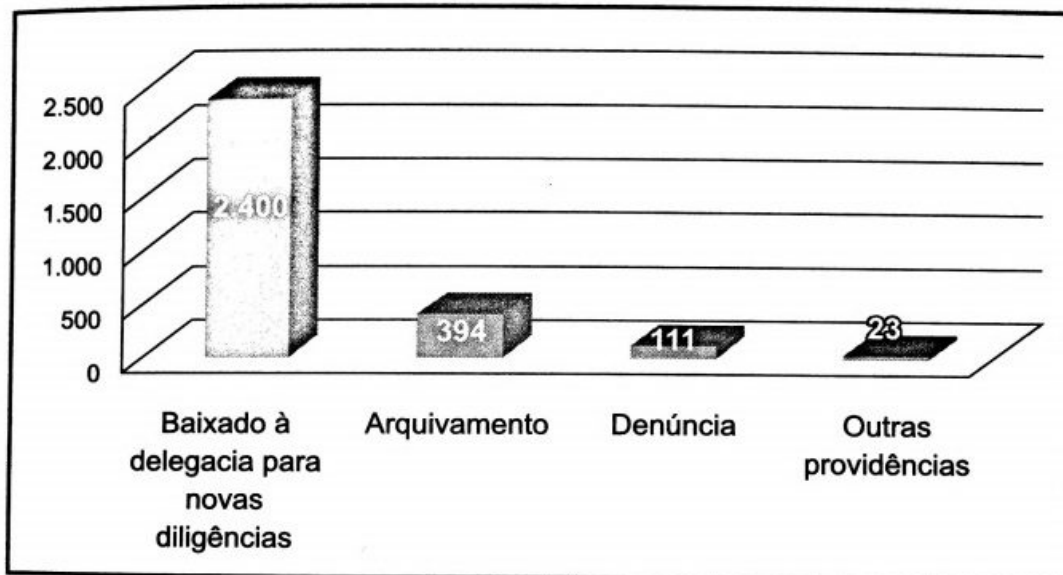 2.500
2.000
1.500
1.000
500
0
2.400
394
111
23
Baixado à
delegacia para
novas
diligências
Arquivamento
Denúncia
Outras
providências